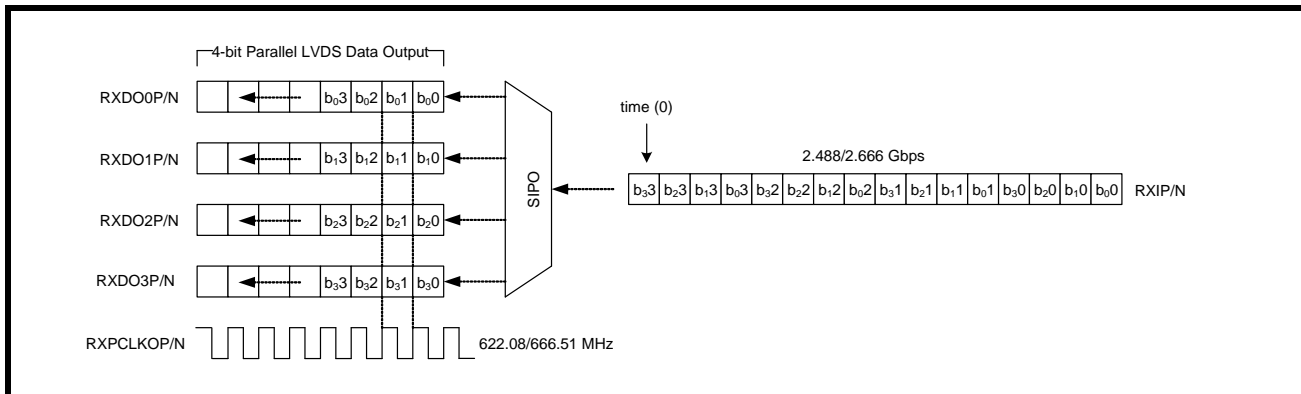 4-bit Parallel LVDS Data Output
RXDO0P/N b₀3 b₀2 b₀1 b₀0
time (0)
RXDO1P/N b₁3 b₁2 b₁1 b₁0
2.488/2.666 Gbps
SIPO
b₃3 b₂3 b₁3 b₀3 b₃2 b₂2 b₁2 b₀2 b₃1 b₂1 b₁1 b₀1 b₃0 b₂0 b₁0 b₀0 RXIP/N
RXDO2P/N b₂3 b₂2 b₂1 b₂0
RXDO3P/N b₃3 b₃2 b₃1 b₃0
RXPCLKOP/N 622.08/666.51 MHz